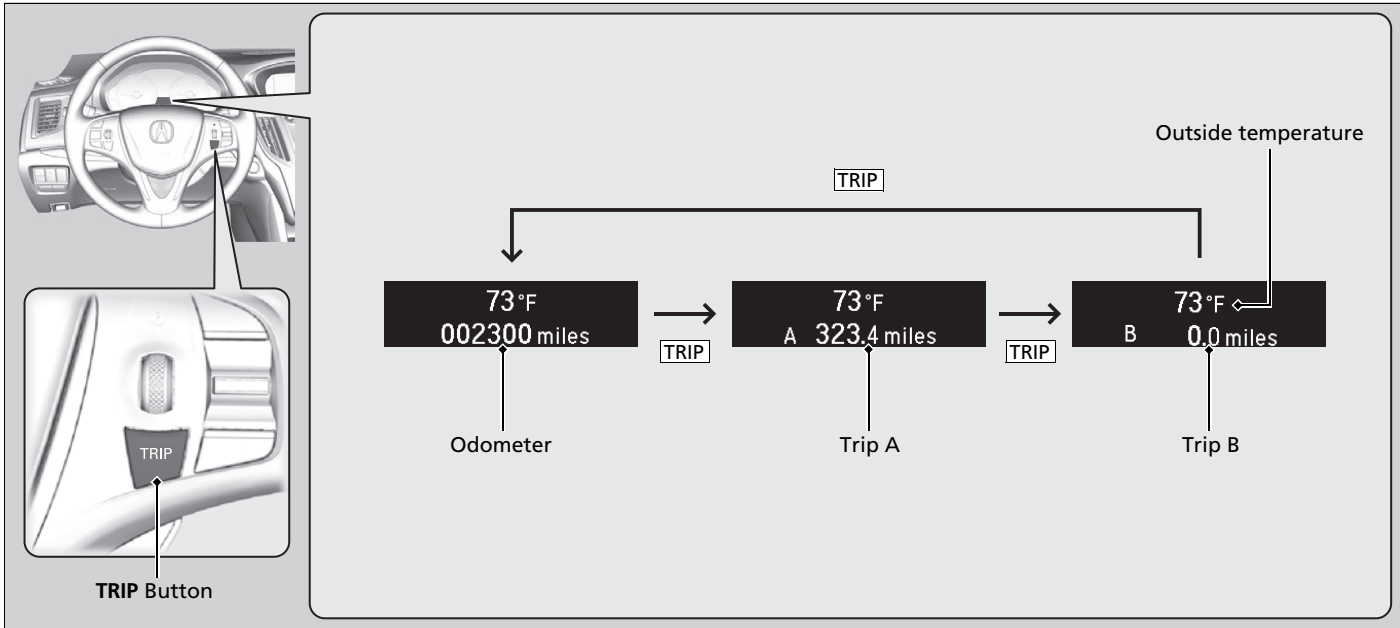 Outside temperature
TRIP
73°F
002300 miles
TRIP
73°F
A 323.4 miles
TRIP
73°F
B 0.0 miles
Odometer
Trip A
Trip B
TRIP
TRIP Button